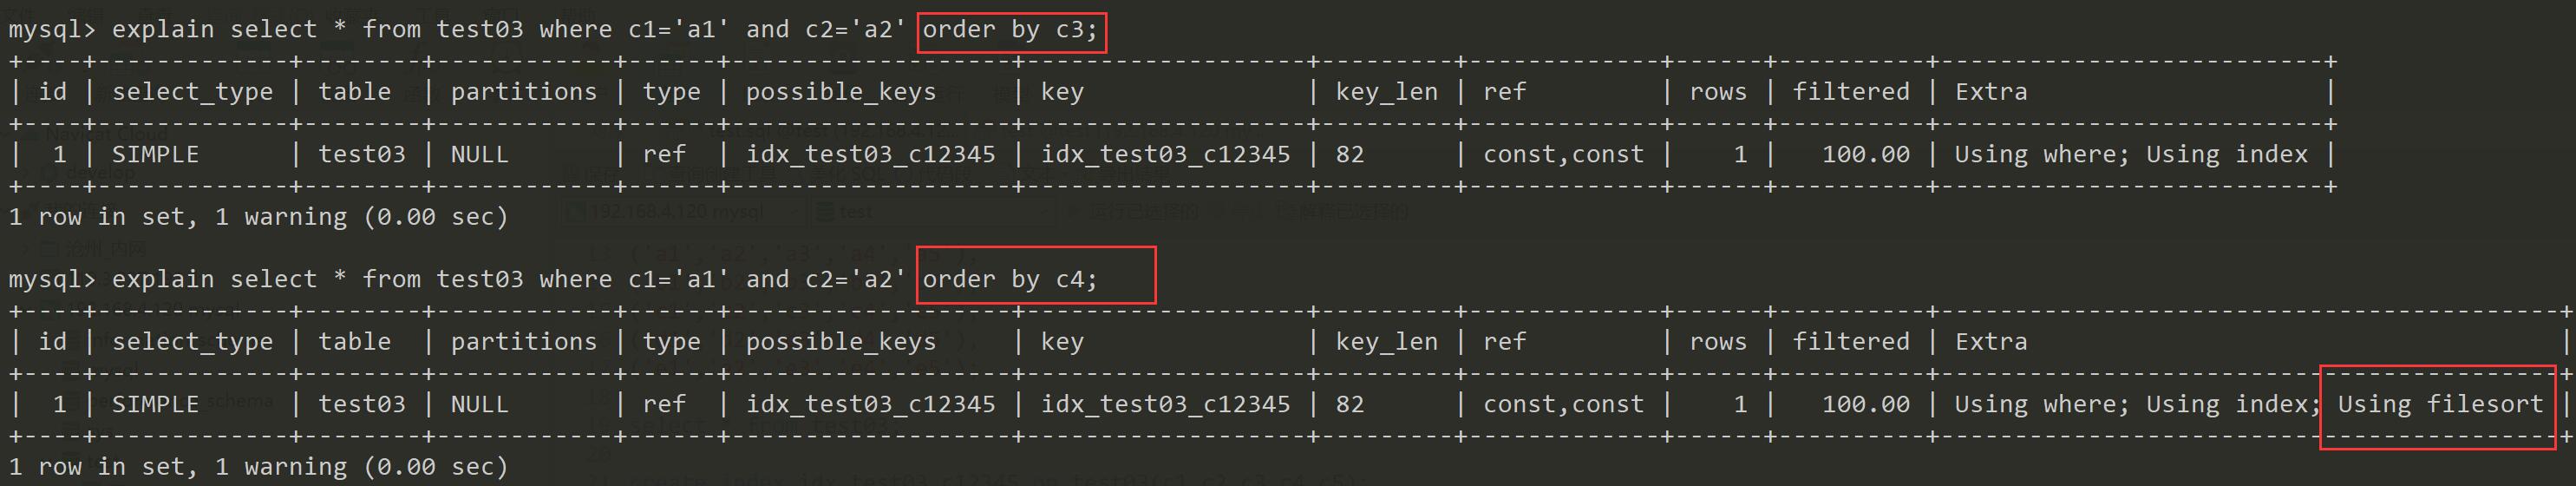 mysql> explain select * from test03 where c1='a1' and c2='a2' order by c3;
+----+-------------+--------+------------+------+-------------------+-------------------+---------+-------------+------+----------+--------------------------+
| id | select_type | table  | partitions | type | possible_keys     | key               | key_len | ref         | rows | filtered | Extra                    |
+----+-------------+--------+------------+------+-------------------+-------------------+---------+-------------+------+----------+--------------------------+
|  1 | SIMPLE      | test03 | NULL       | ref  | idx_test03_c12345 | idx_test03_c12345 | 82      | const,const |    1 |   100.00 | Using where; Using index |
+----+-------------+--------+------------+------+-------------------+-------------------+---------+-------------+------+----------+--------------------------+
1 row in set, 1 warning (0.00 sec)
mysql> explain select * from test03 where c1='a1' and c2='a2' order by c4;
+----+-------------+--------+------------+------+-------------------+-------------------+---------+-------------+------+----------+------------------------------------------+
| id | select_type | table  | partitions | type | possible_keys     | key               | key_len | ref         | rows | filtered | Extra                                    |
+----+-------------+--------+------------+------+-------------------+-------------------+---------+-------------+------+----------+------------------------------------------+
|  1 | SIMPLE      | test03 | NULL       | ref  | idx_test03_c12345 | idx_test03_c12345 | 82      | const,const |    1 |   100.00 | Using where; Using index; Using filesort |
+----+-------------+--------+------------+------+-------------------+-------------------+---------+-------------+------+----------+------------------------------------------+
1 row in set, 1 warning (0.00 sec)